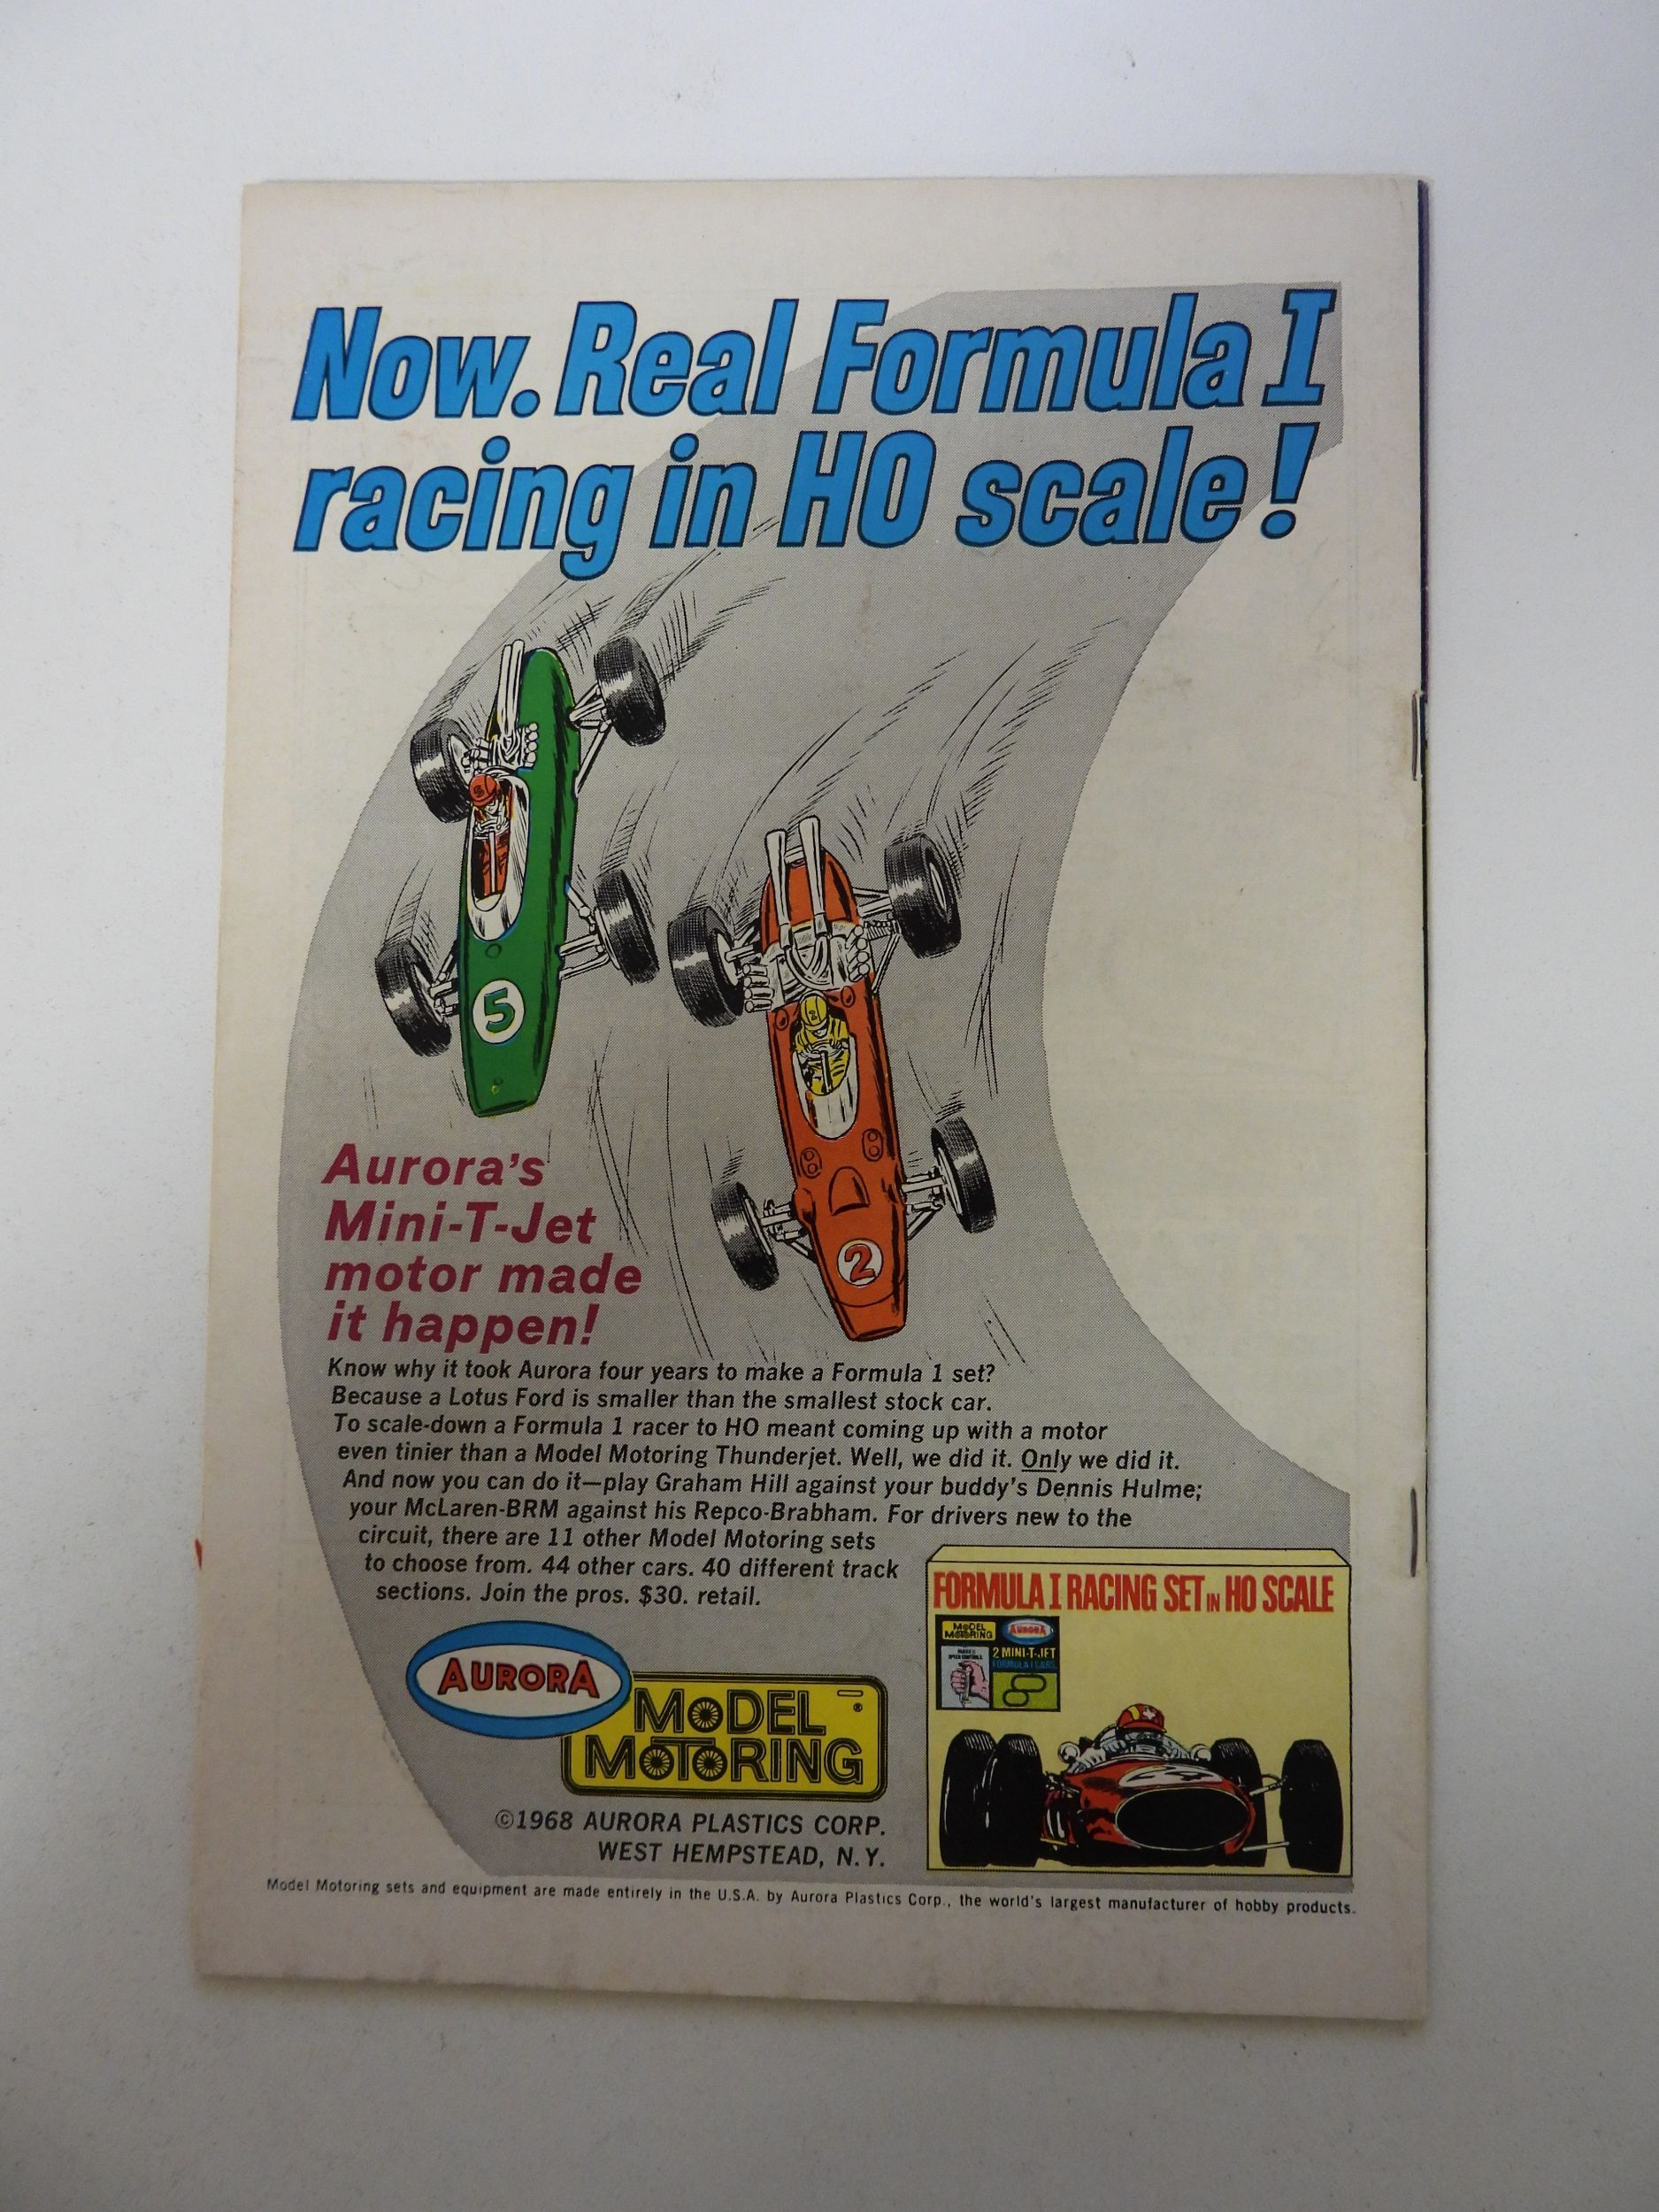 Now. Real Formula I
racing in HO scale!
5
2
Aurora's
Mini-T-Jet
motor made
it happen!
Know why it took Aurora four years to make a Formula 1 set?
Because a Lotus Ford is smaller than the smallest stock car.
To scale-down a Formula 1 racer to HO meant coming up with a motor
even tinier than a Model Motoring Thunderjet. Well, we did it. Only we did it.
And now you can do it—play Graham Hill against your buddy's Dennis Hulme;
your McLaren-BRM against his Repco-Brabham. For drivers new to the
circuit, there are 11 other Model Motoring sets
to choose from. 44 other cars. 40 different track
sections. Join the pros. $30. retail.
FORMULA I RACING SET IN HO SCALE
MODEL
MOTORING
AURORA
2 MINI-T-JET
FORMULA I CARS
AURORA
MODEL ®
MOTORING
©1968 AURORA PLASTICS CORP.
WEST HEMPSTEAD, N.Y.
Model Motoring sets and equipment are made entirely in the U.S.A. by Aurora Plastics Corp., the world's largest manufacturer of hobby products.